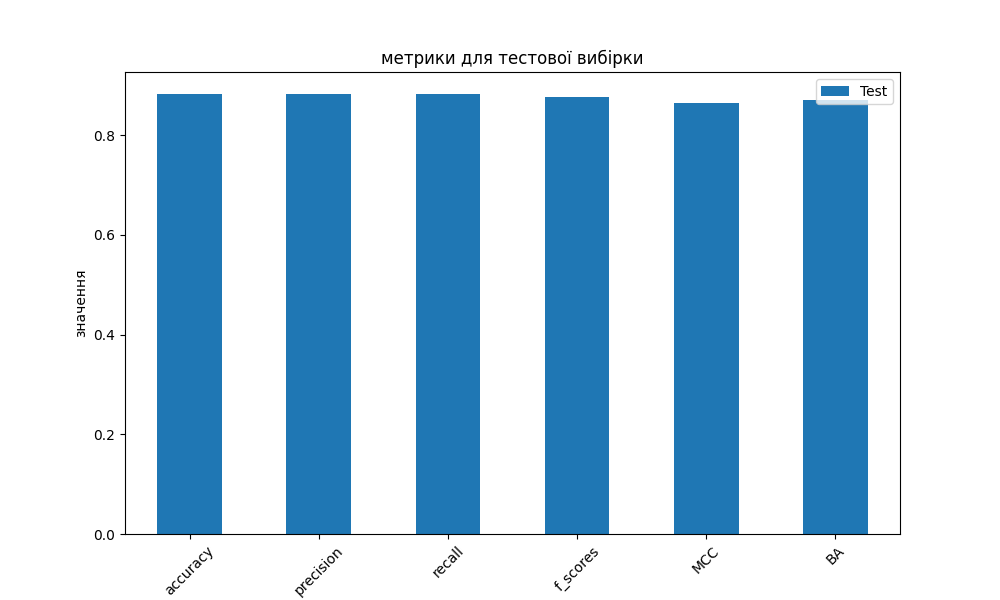 метрики для тестової вибірки
Test
значення
0.8
0.6
0.4
0.2
0.0
accuracy
precision
recall
f_scores
MCC
BA